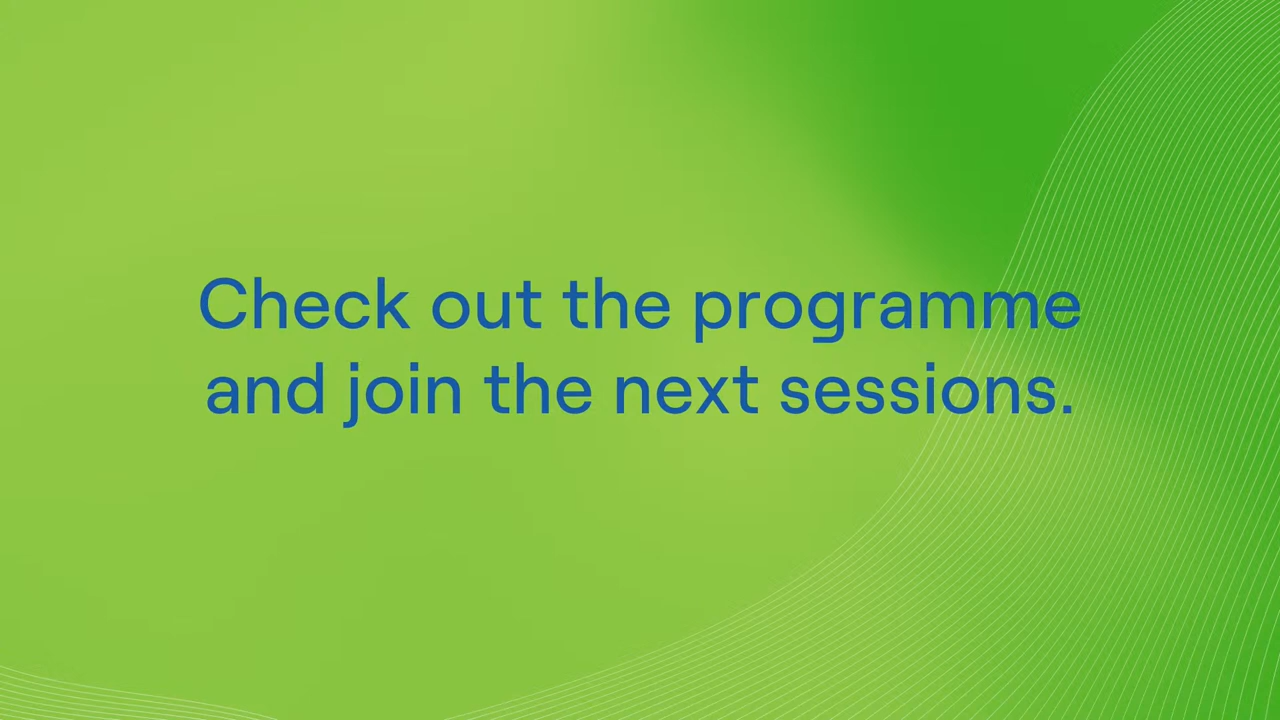 Check out the programme
and join the next sessions.